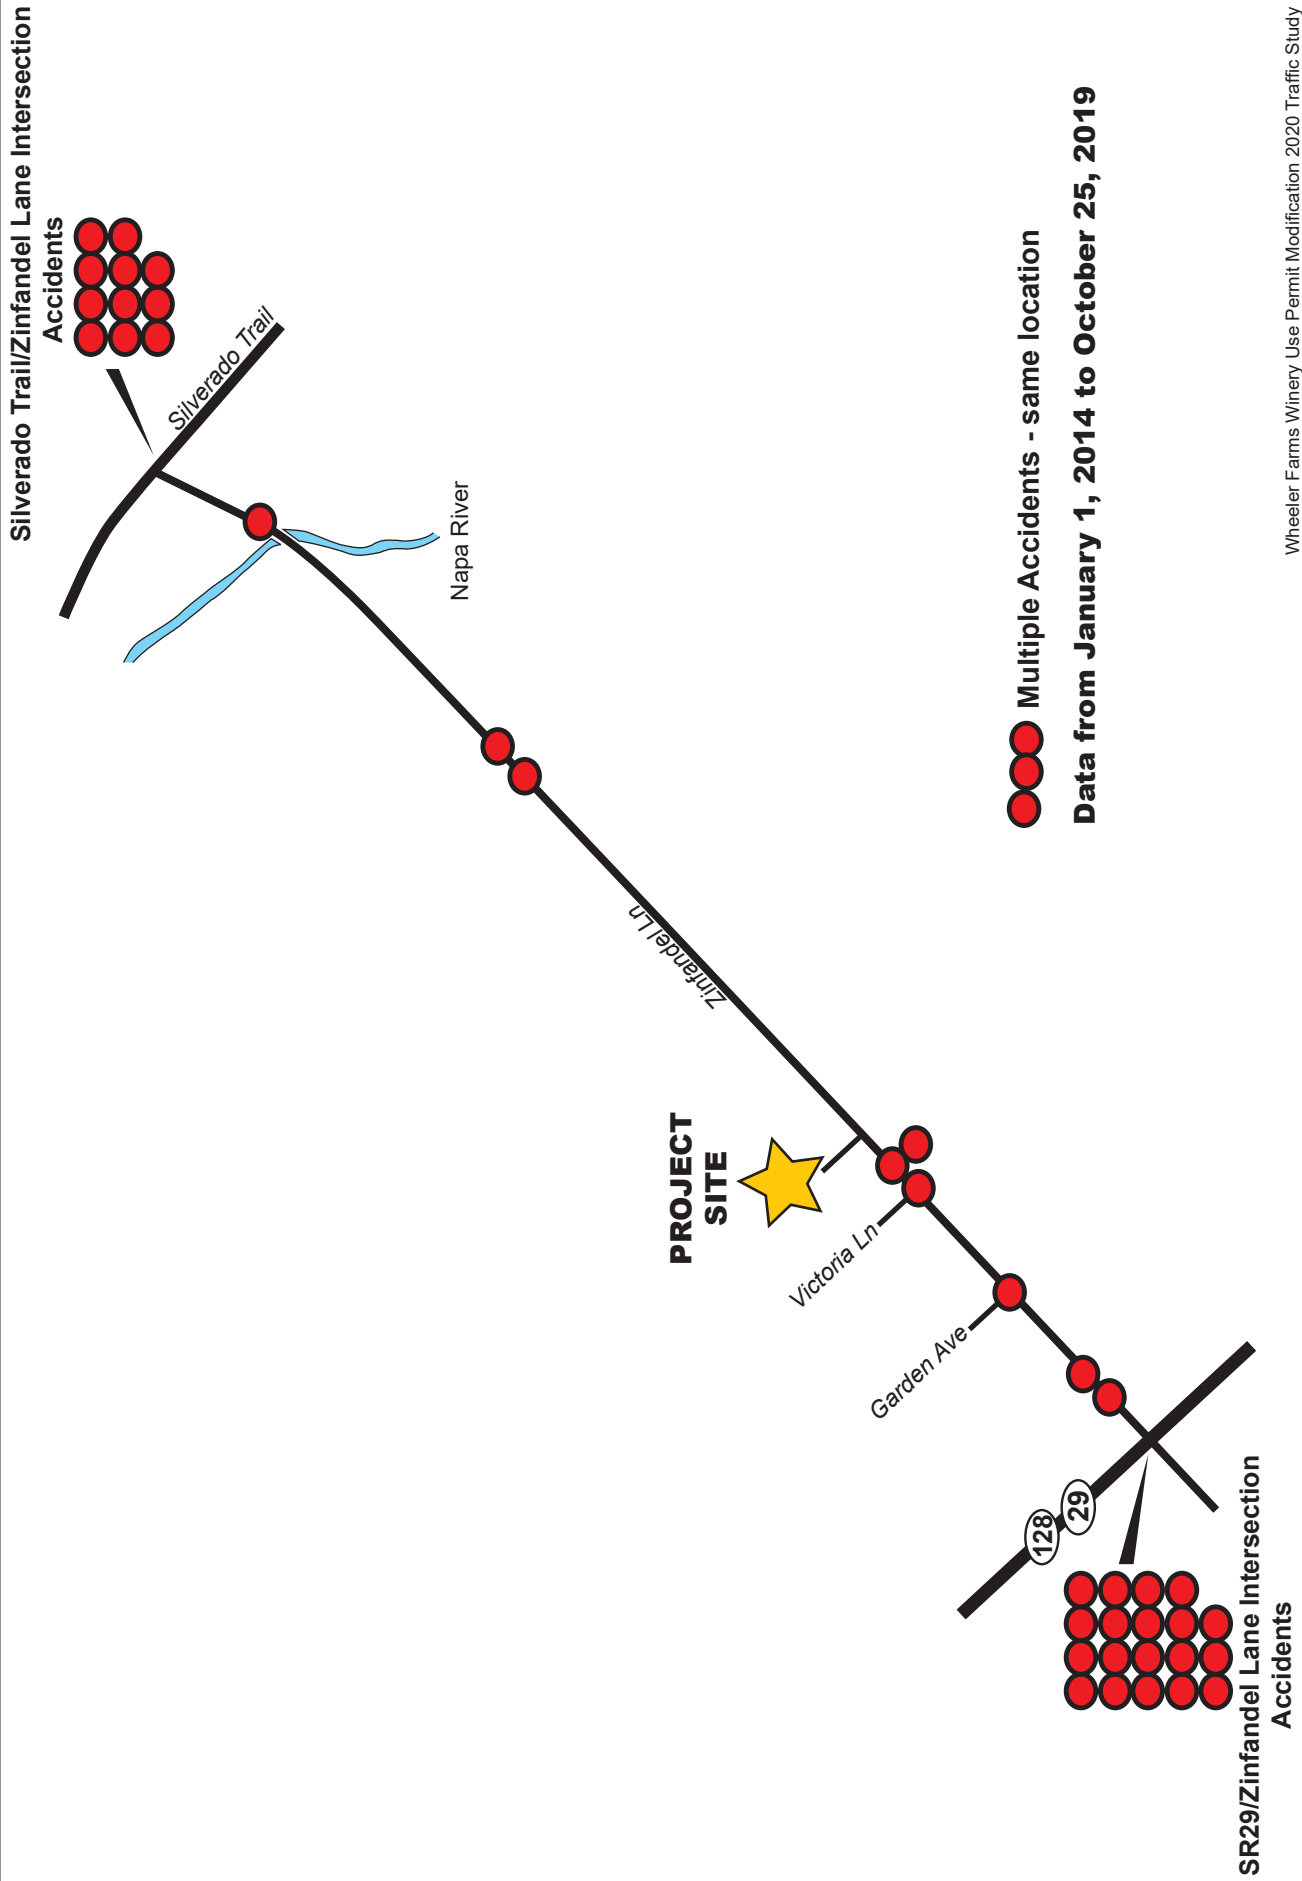 Silverado Trail/Zinfandel Lane Intersection
Accidents
Silverado Trail
Napa River
Zinfandel Ln
PROJECT
SITE
Victoria Ln
Garden Ave
128
29
SR29/Zinfandel Lane Intersection
Accidents
Multiple Accidents - same location
Data from January 1, 2014 to October 25, 2019
Wheeler Farms Winery Use Permit Modification 2020 Traffic Study